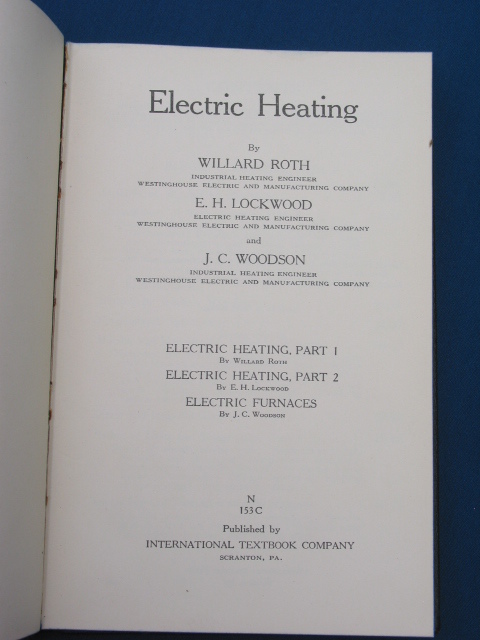 Electric Heating
By
WILLARD ROTH
INDUSTRIAL HEATING ENGINEER
WESTINGHOUSE ELECTRIC AND MANUFACTURING COMPANY
E. H. LOCKWOOD
ELECTRIC HEATING ENGINEER
WESTINGHOUSE ELECTRIC AND MANUFACTURING COMPANY
and
J. C. WOODSON
INDUSTRIAL HEATING ENGINEER
WESTINGHOUSE ELECTRIC AND MANUFACTURING COMPANY
ELECTRIC HEATING, PART 1
By Willard Roth
ELECTRIC HEATING, PART 2
By E. H. Lockwood
ELECTRIC FURNACES
By J. C. Woodson
N
153 C
Published by
INTERNATIONAL TEXTBOOK COMPANY
SCRANTON, PA.